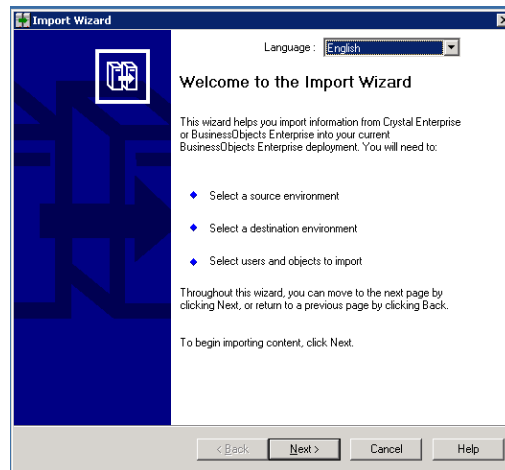 Import Wizard
Language : English
Welcome to the Import Wizard
This wizard helps you import information from Crystal Enterprise
or BusinessObjects Enterprise into your current
BusinessObjects Enterprise deployment. You will need to:
Select a source environment
Select a destination environment
Select users and objects to import
Throughout this wizard, you can move to the next page by
clicking Next, or return to a previous page by clicking Back.
To begin importing content, click Next.
< Back Next > Cancel Help